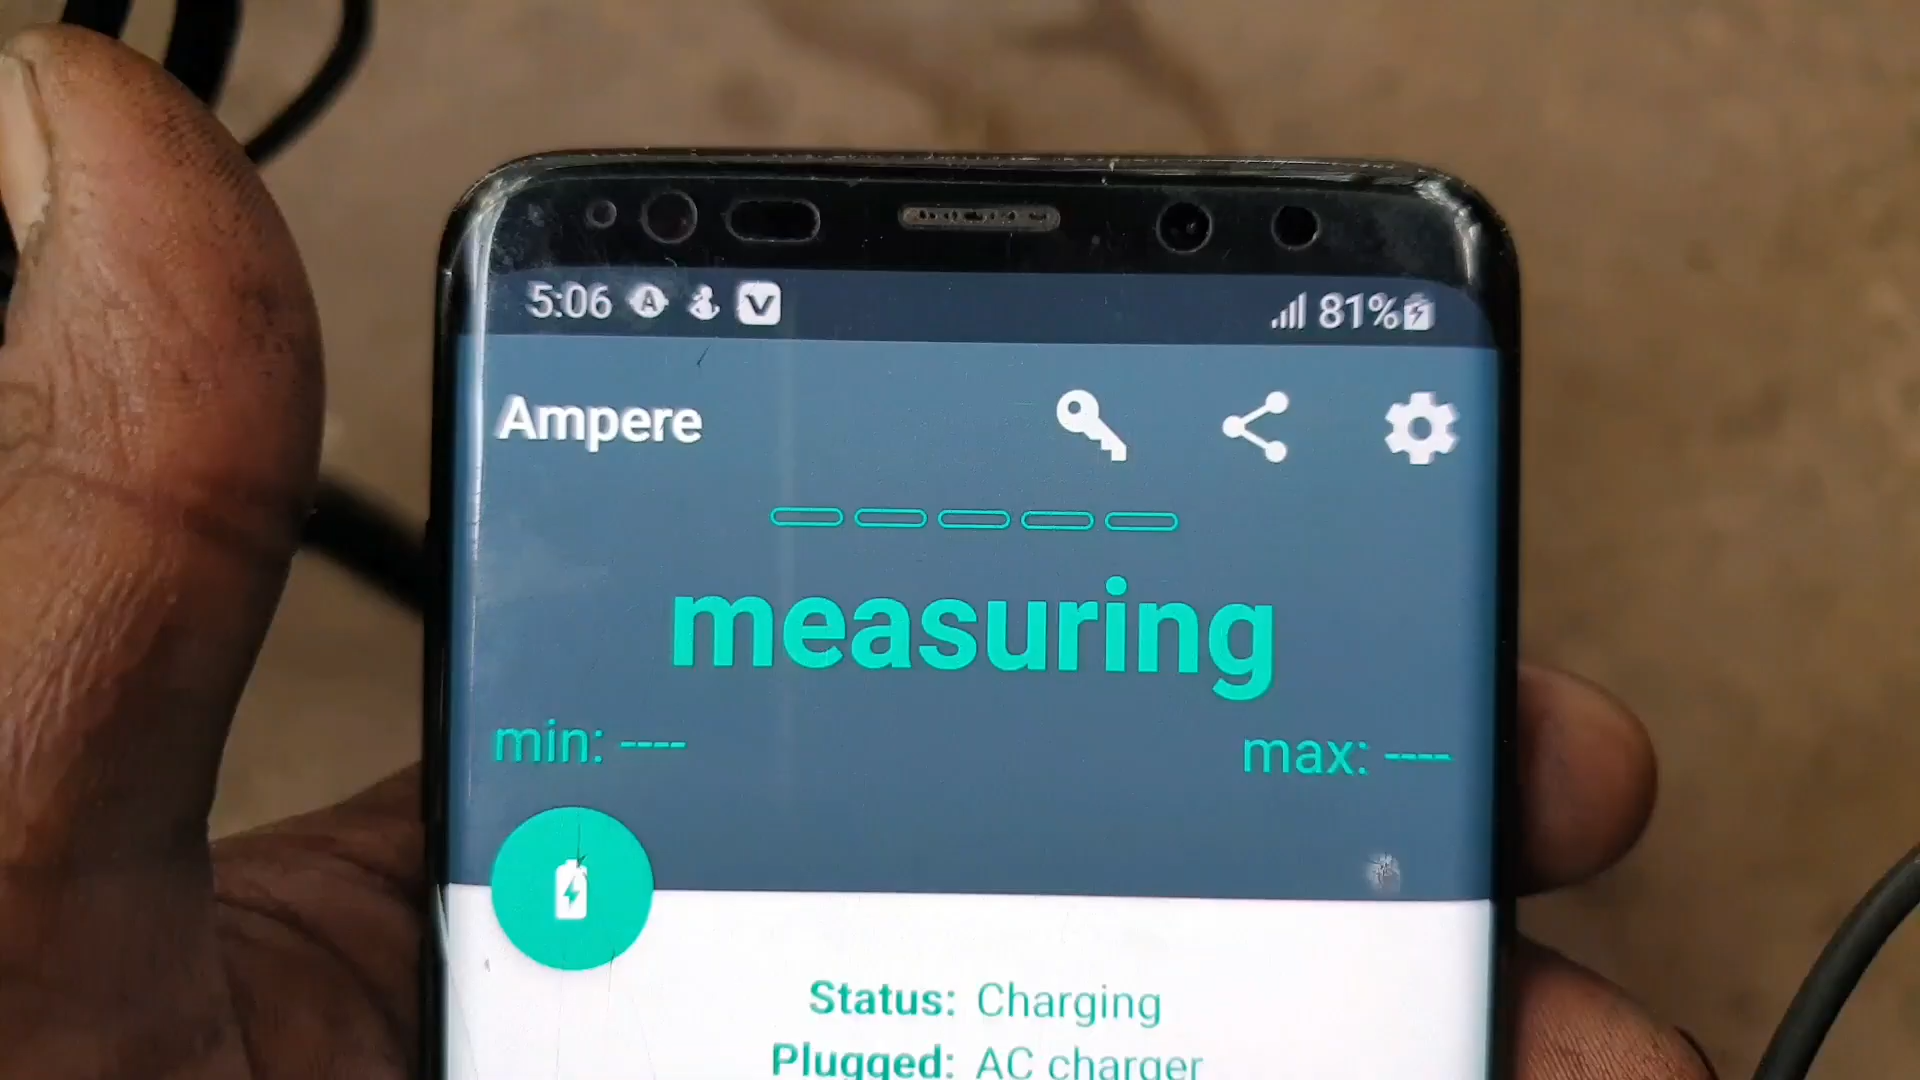 5:06 A V 81%
Ampere
measuring
min: ----
max: ----
Status: Charging
Plugged: AC charger